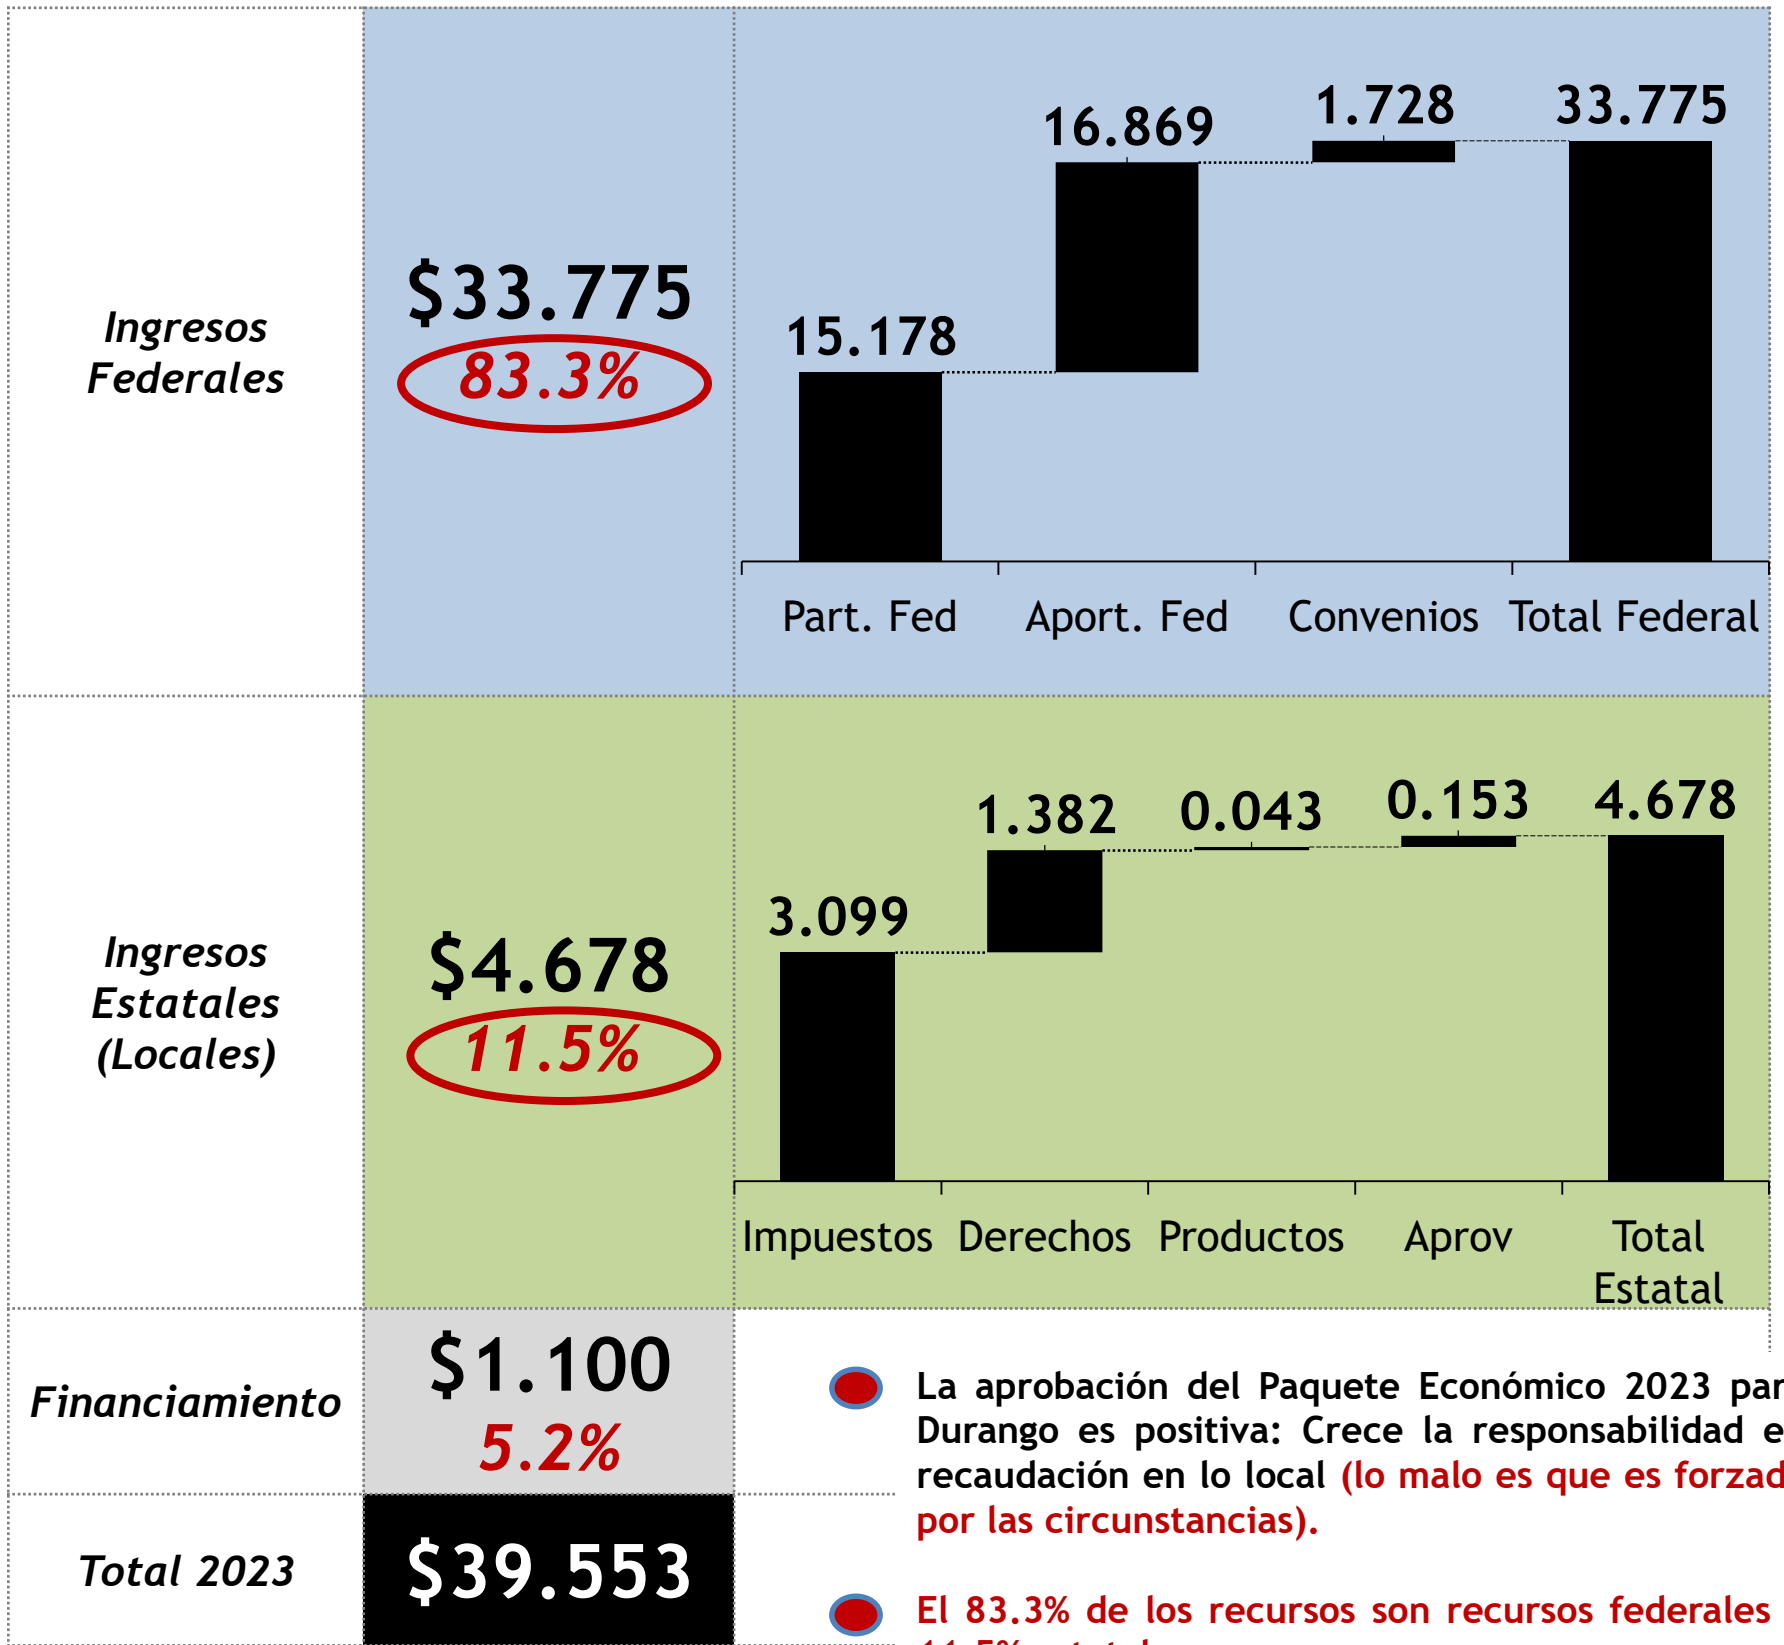 Ingresos
Federales
$33.775
83.3%
15.178
16.869
1.728
33.775
Part. Fed
Aport. Fed
Convenios
Total Federal
Ingresos
Estatales
(Locales)
$4.678
11.5%
3.099
1.382
0.043
0.153
4.678
Impuestos
Derechos
Productos
Aprov
Total
Estatal
Financiamiento
$1.100
5.2%
Total 2023
$39.553
La aprobación del Paquete Económico 2023 par
Durango es positiva: Crece la responsabilidad e
recaudación en lo local (lo malo es que es forzad
por las circunstancias).
El 83.3% de los recursos son recursos federales